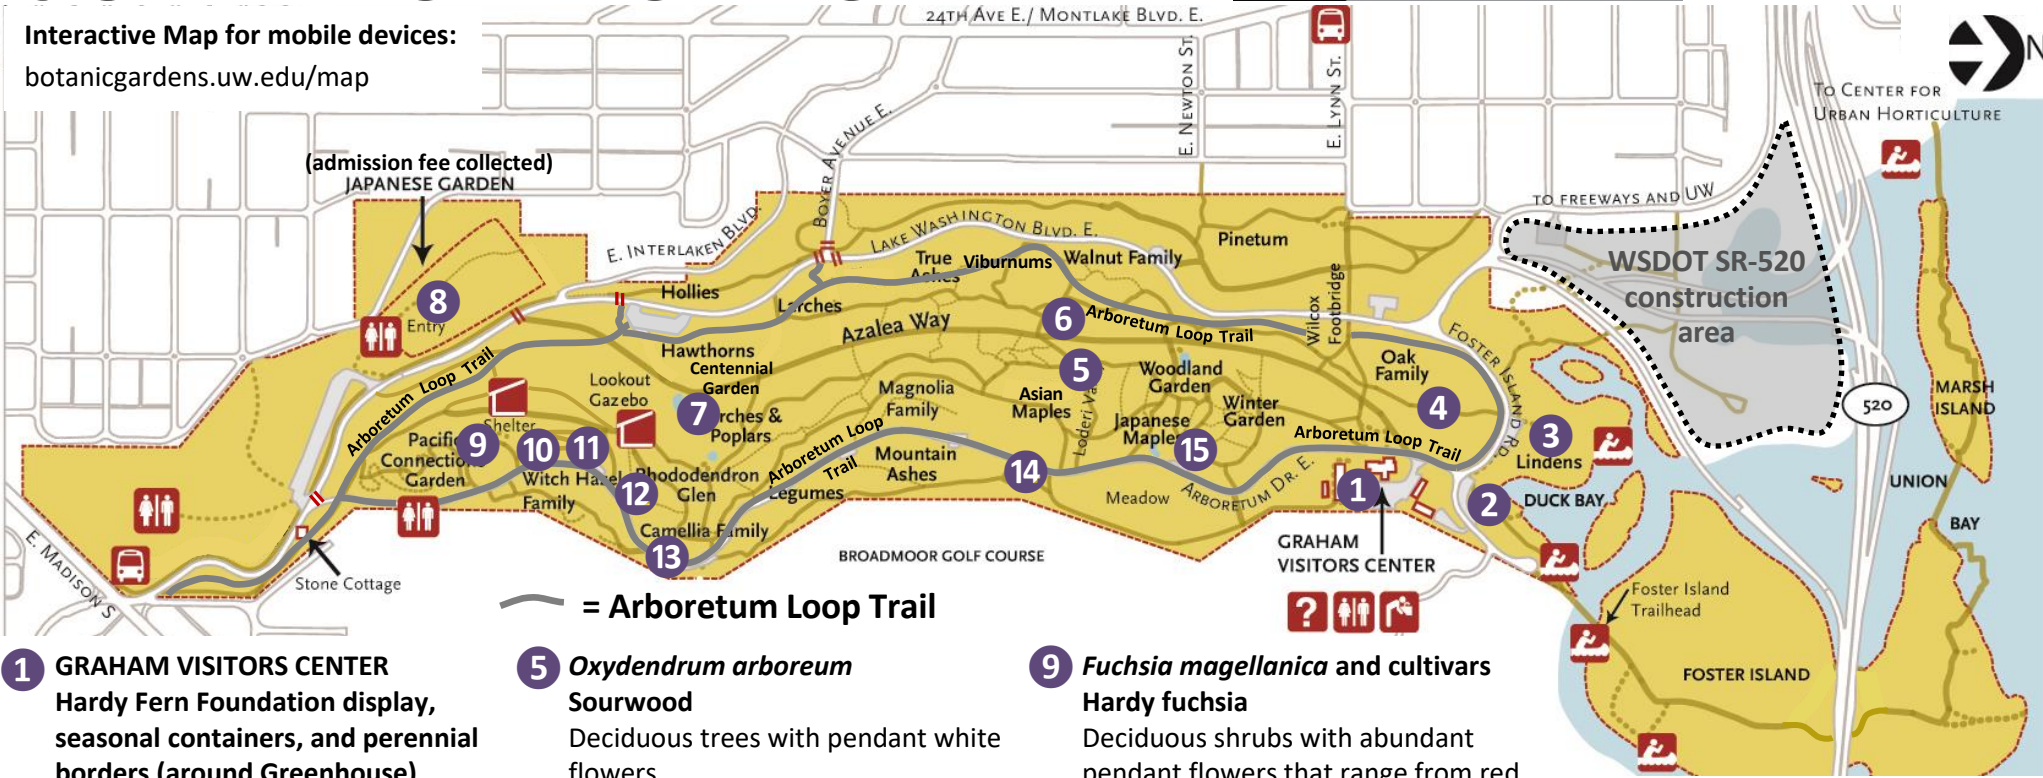 Interactive Map for mobile devices:
botanicgardens.uw.edu/map
24TH AVE E./ MONTLAKE BLVD. E.
N
TO CENTER FOR
URBAN HORTICULTURE
E. NEWTON ST.
E. LYNN ST.
BOYER AVENUE E.
(admission fee collected)
JAPANESE GARDEN
E. INTERLAKEN BLVD.
LAKE WASHINGTON BLVD. E.
TO FREEWAYS AND UW
WSDOT SR-520
construction
area
Pinetum
True
Ashes
Viburnums
Walnut Family
Hollies
Larches
8
Entry
6
Azalea Way
Arboretum Loop Trail
Wilcox
Footbridge
FOSTER ISLAND RD.
Arboretum Loop Trail
Hawthorns
Centennial
Garden
Lookout
Gazebo
Oak
Family
4
5
Woodland
Garden
Magnolia
Family
Asian
Maples
Loderi
Winter
Garden
Japanese
Maples
7
&
Poplars
520
MARSH
ISLAND
Shelter
Pacific
Connections
Garden
9
10
11
Arboretum Loop
Trail
Mountain
Ashes
14
15
Arboretum Loop Trail
3
Lindens
Witch Hazel
Family
12
Rhododendron
Glen
Legumes
Meadow
ARBORETUM DR. E.
1
2
DUCK BAY
UNION
BAY
Camellia Family
13
E. MADISON S
Stone Cottage
BROADMOOR GOLF COURSE
GRAHAM
VISITORS CENTER
?
Foster Island
Trailhead
FOSTER ISLAND
= Arboretum Loop Trail
1 GRAHAM VISITORS CENTER
Hardy Fern Foundation display,
seasonal containers, and perennial
borders (around Greenhouse)
5 Oxydendrum arboreum
Sourwood
Deciduous trees with pendant white
flowers
9 Fuchsia magellanica and cultivars
Hardy fuchsia
Deciduous shrubs with abundant
pendant flowers that range from red